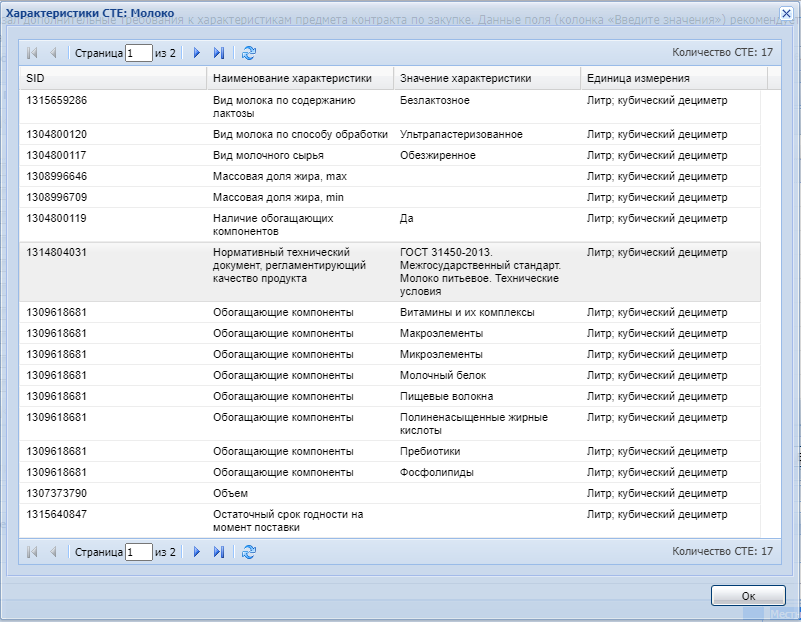 Характеристики СТЕ: Молоко
ал дополнительные требования к характеристикам предмета контракта по закупке. Данные поля (колонка «Введите значения»)
Страница 1 из 2 Количество СТЕ: 17
SID Наименование характеристики Значение характеристики Единица измерения
1315659286 Вид молока по содержанию Безлактозное Литр; кубический дециметр
лактозы
1304800120 Вид молока по способу обработки Ультрапастеризованное Литр; кубический дециметр
1304800117 Вид молочного сырья Обезжиренное Литр; кубический дециметр
1308996646 Массовая доля жира, max Литр; кубический дециметр
1308996709 Массовая доля жира, min Литр; кубический дециметр
1304800119 Наличие обогащающих Да Литр; кубический дециметр
компонентов
1314804031 Нормативный технический ГОСТ 31450-2013. Литр; кубический дециметр
документ, регламентирующий Межгосударственный стандарт.
качество продукта Молоко питьевое. Технические
условия
1309618681 Обогащающие компоненты Витамины и их комплексы Литр; кубический дециметр
1309618681 Обогащающие компоненты Макроэлементы Литр; кубический дециметр
1309618681 Обогащающие компоненты Микроэлементы Литр; кубический дециметр
1309618681 Обогащающие компоненты Молочный белок Литр; кубический дециметр
1309618681 Обогащающие компоненты Пищевые волокна Литр; кубический дециметр
1309618681 Обогащающие компоненты Полиненасыщенные жирные Литр; кубический дециметр
кислоты
1309618681 Обогащающие компоненты Пребиотики Литр; кубический дециметр
1309618681 Обогащающие компоненты Фосфолипиды Литр; кубический дециметр
1307373790 Объем Литр; кубический дециметр
1315640847 Остаточный срок годности на Литр; кубический дециметр
момент поставки
Страница 1 из 2 Количество СТЕ: 17
Ок